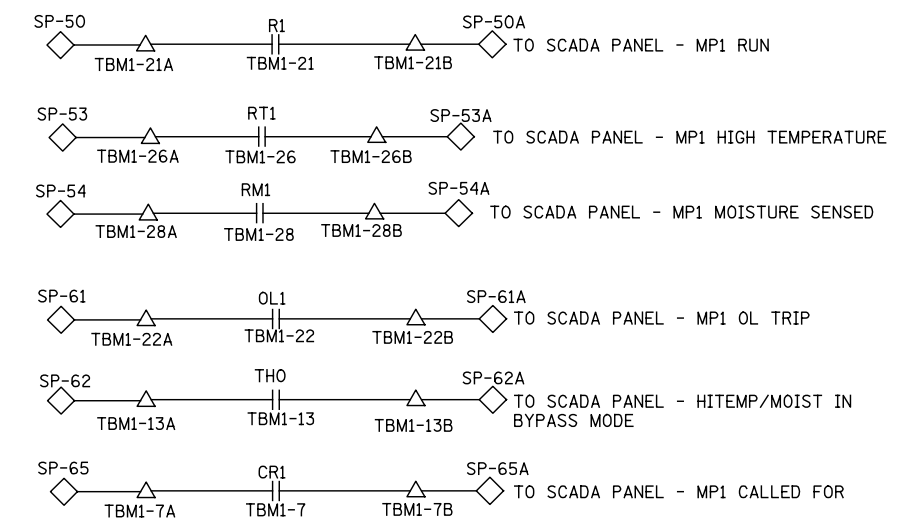 SP-50 R1 SP-50A
TO SCADA PANEL - MP1 RUN
TBM1-21A TBM1-21 TBM1-21B
SP-53 RT1 SP-53A
TO SCADA PANEL - MP1 HIGH TEMPERATURE
TBM1-26A TBM1-26 TBM1-26B
SP-54 RM1 SP-54A
TO SCADA PANEL - MP1 MOISTURE SENSED
TBM1-28A TBM1-28 TBM1-28B
SP-61 OL1 SP-61A
TO SCADA PANEL - MP1 OL TRIP
TBM1-22A TBM1-22 TBM1-22B
SP-62 THO SP-62A
TO SCADA PANEL - HITEMP/MOIST IN
BYPASS MODE
TBM1-13A TBM1-13 TBM1-13B
SP-65 CR1 SP-65A
TO SCADA PANEL - MP1 CALLED FOR
TBM1-7A TBM1-7 TBM1-7B